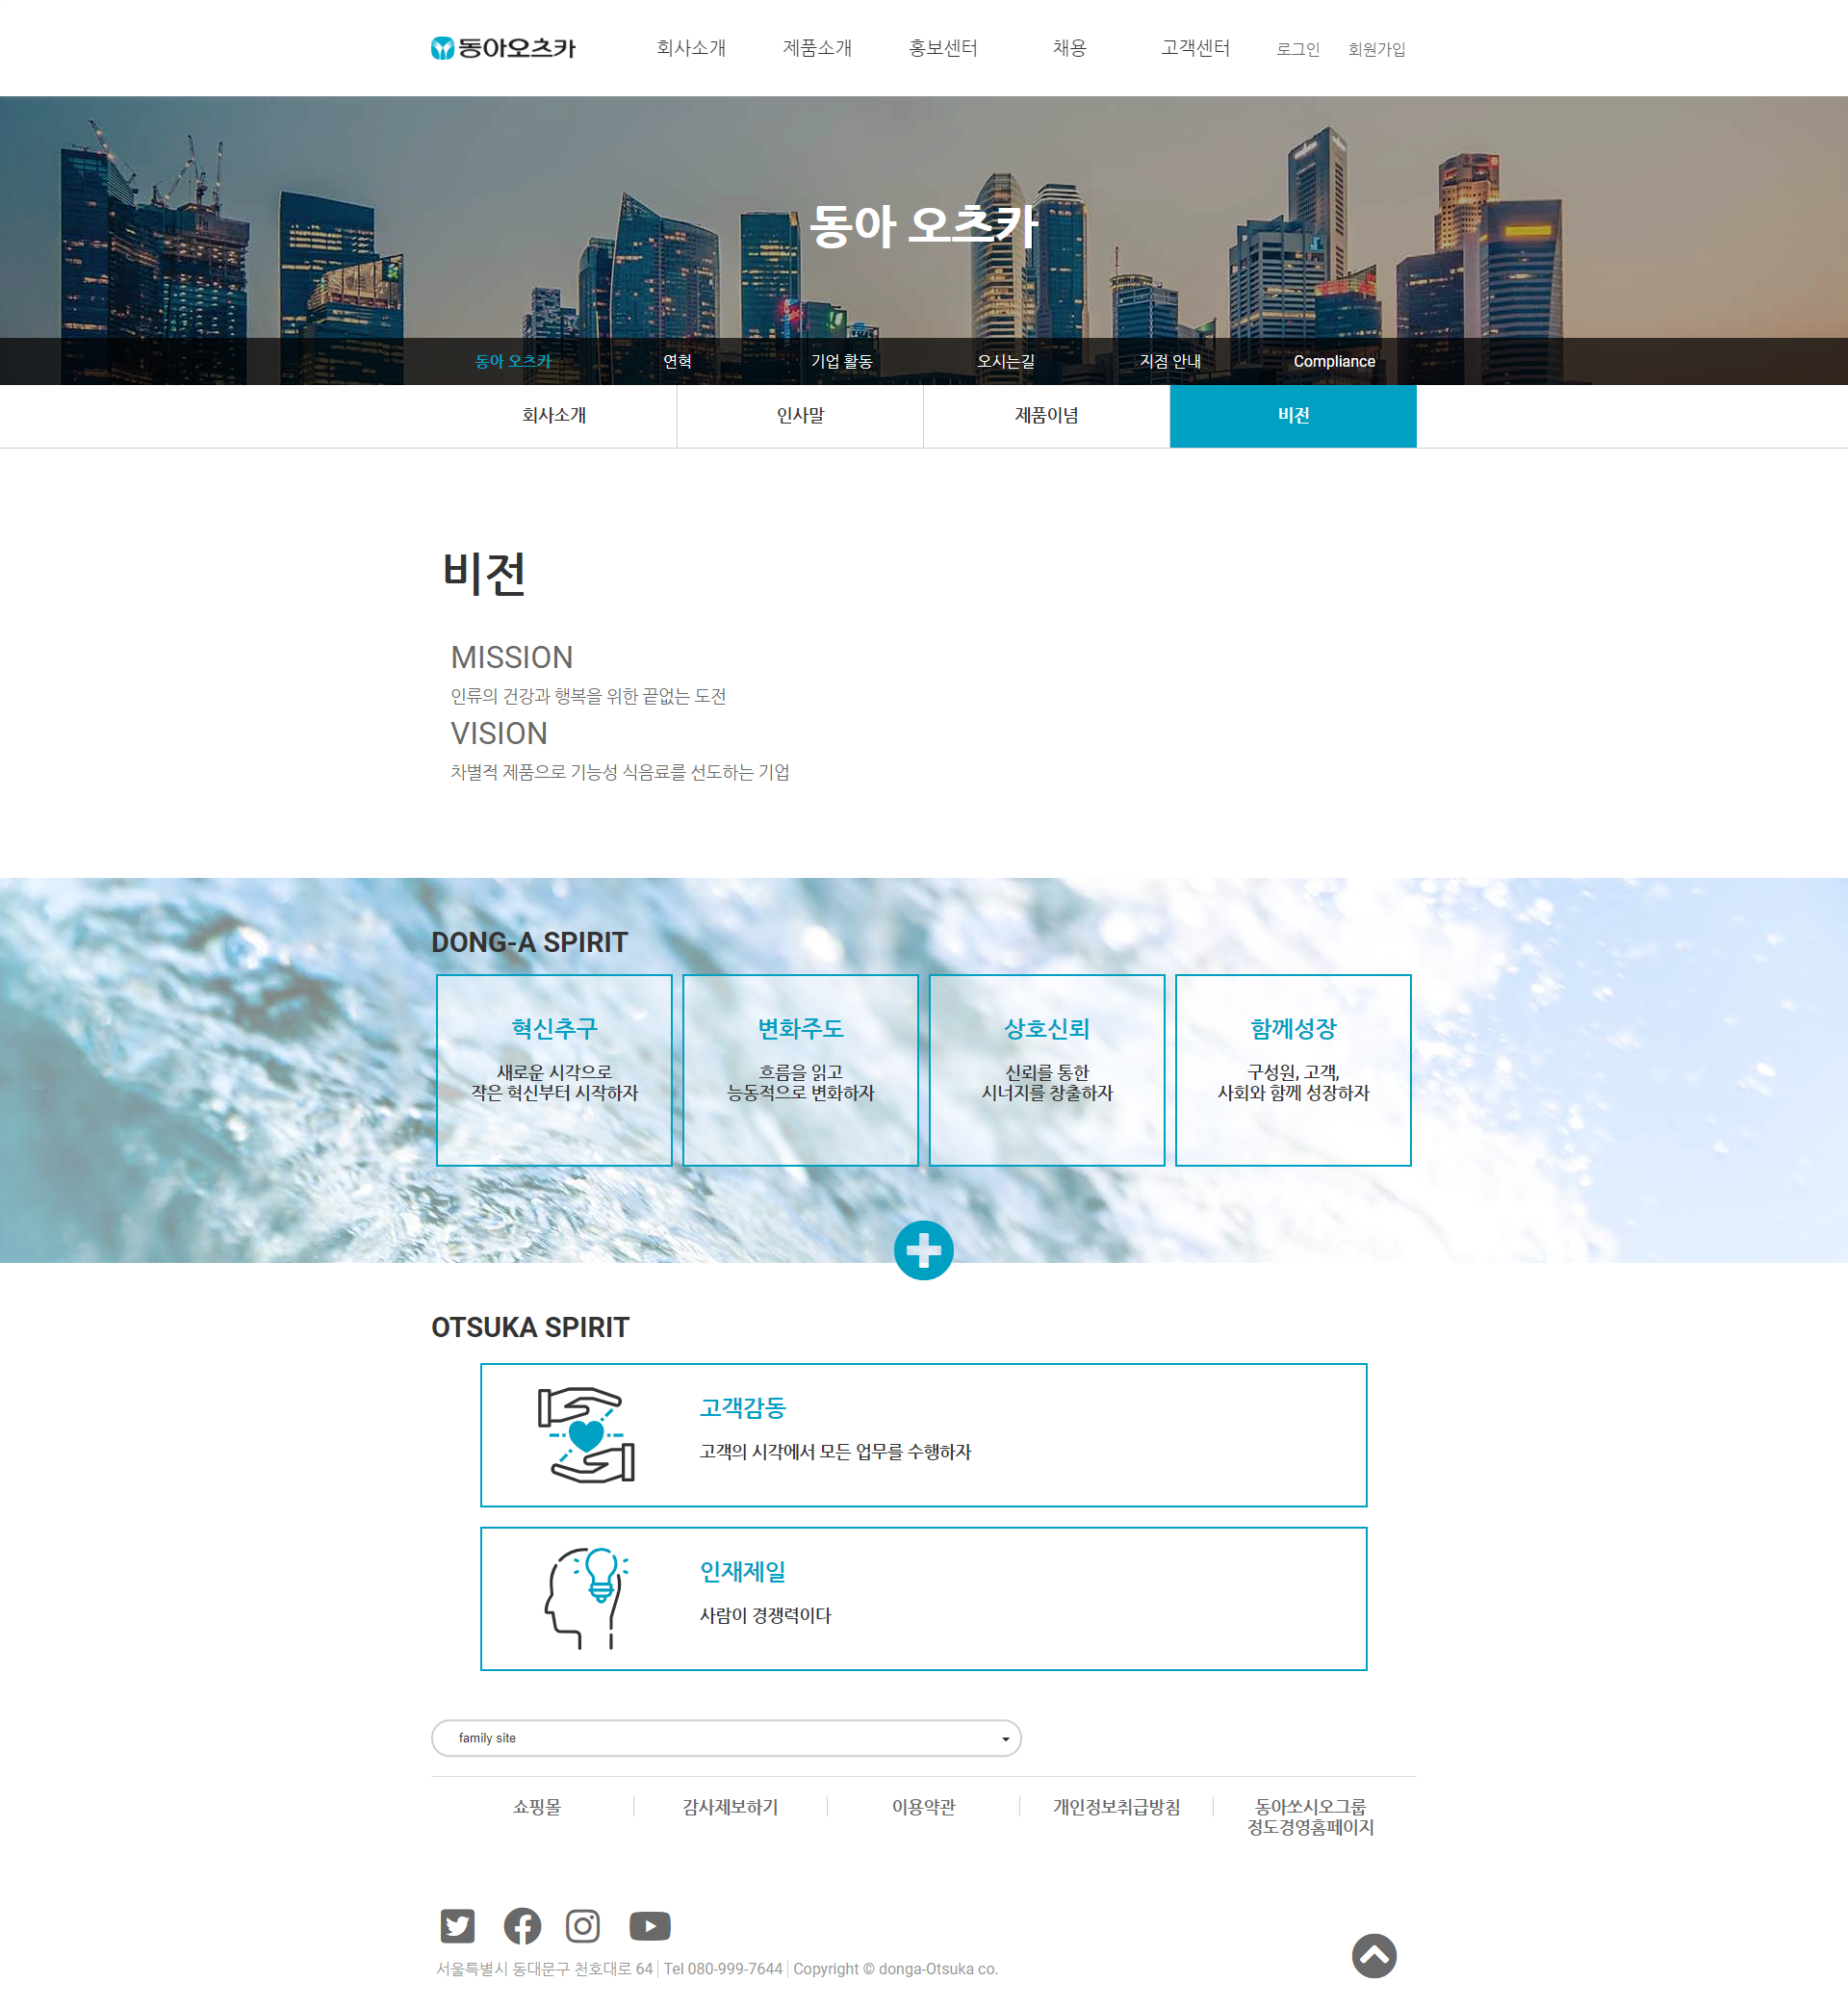 동아오츠카
회사소개 제품소개 홍보센터 채용 고객센터 로그인 회원가입
동아 오츠카
동아 오츠카 연혁 기업 활동 오시는길 지점 안내 Compliance
회사소개 인사말 제품이념 비전
비전
MISSION
인류의 건강과 행복을 위한 끝없는 도전
VISION
차별적 제품으로 기능성 식음료를 선도하는 기업
DONG-A SPIRIT
혁신추구
새로운 시각으로
작은 혁신부터 시작하자
변화주도
흐름을 읽고
능동적으로 변화하자
상호신뢰
신뢰를 통한
시너지를 창출하자
함께성장
구성원, 고객,
사회와 함께 성장하자
OTSUKA SPIRIT
고객감동
고객의 시각에서 모든 업무를 수행하자
인재제일
사람이 경쟁력이다
family site
쇼핑몰 감사제보하기 이용약관 개인정보취급방침 동아쏘시오그룹
정도경영홈페이지
서울특별시 동대문구 천호대로 64 Tel 080-999-7644 Copyright © donga-Otsuka co.